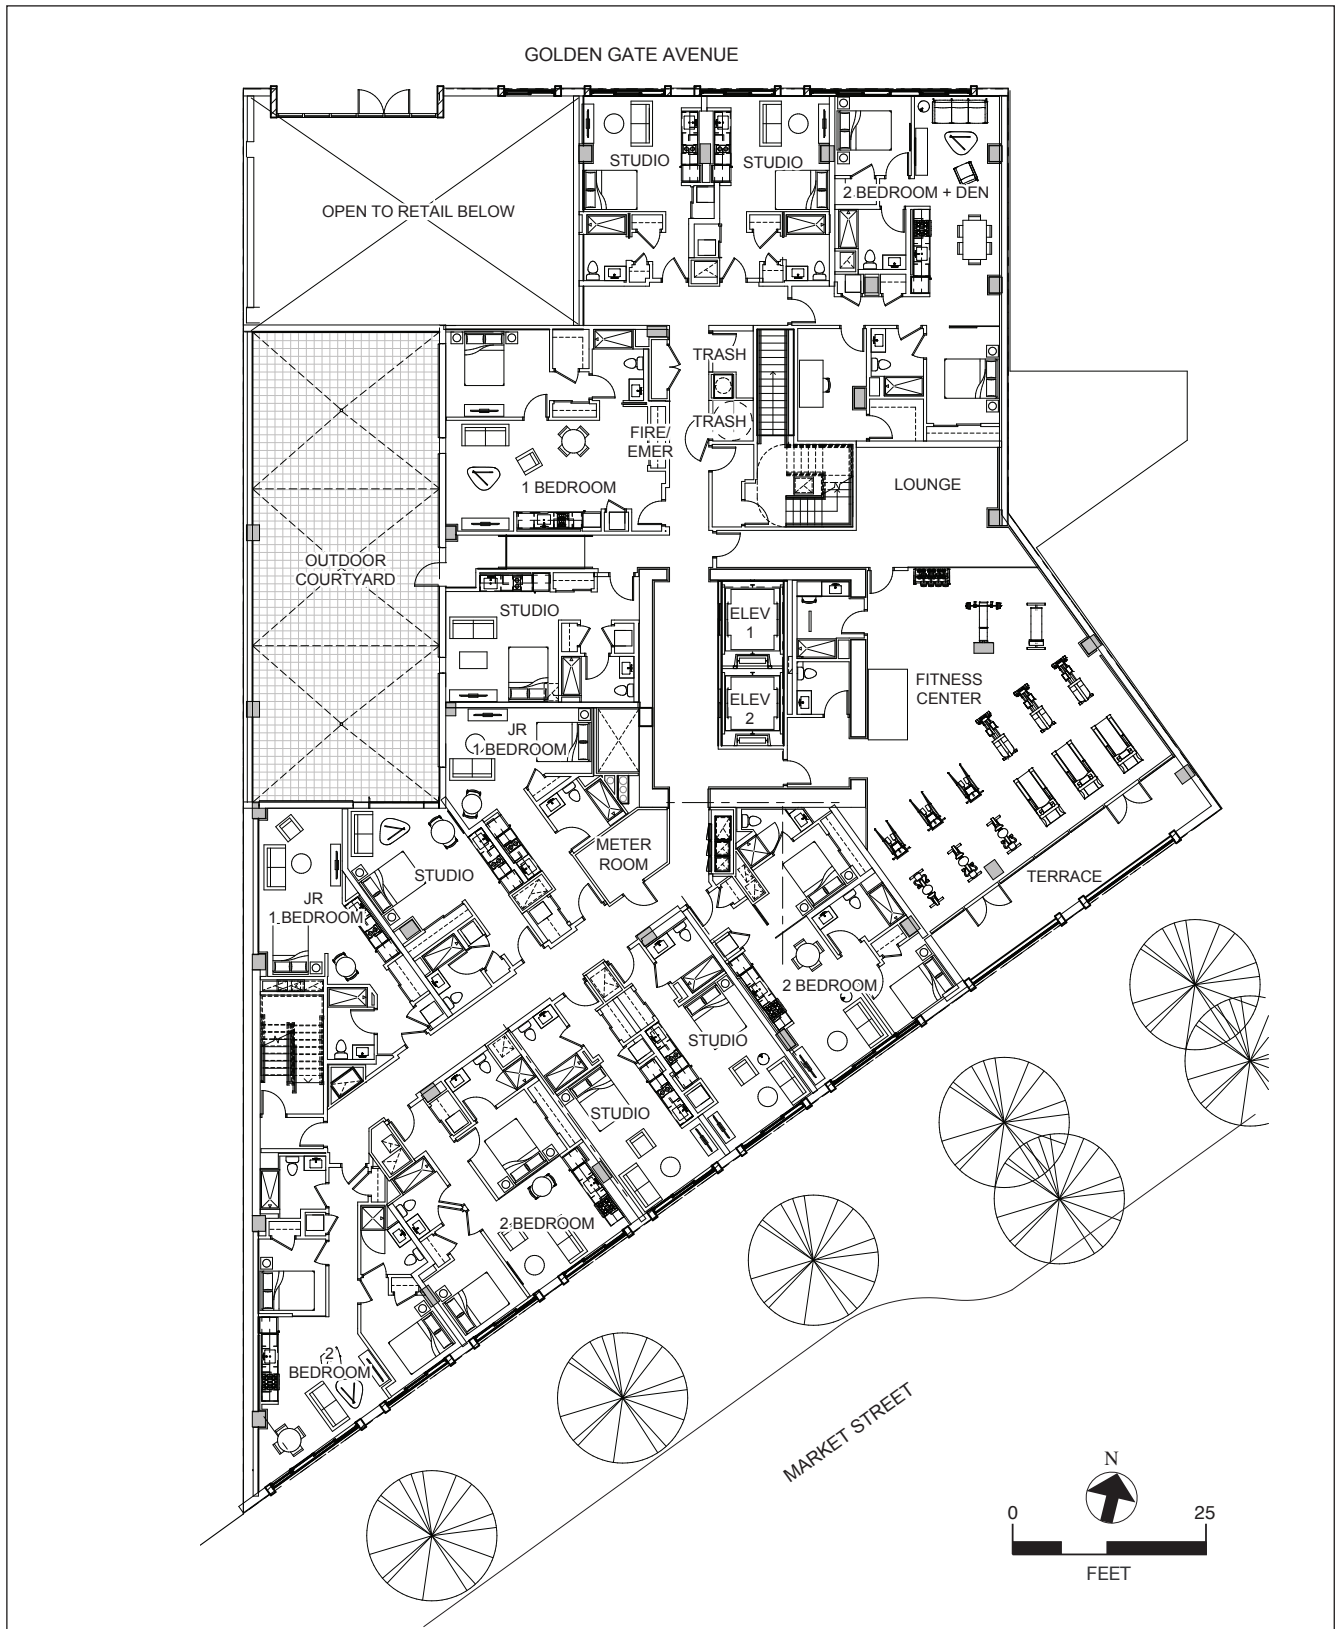 GOLDEN GATE AVENUE
STUDIO
STUDIO
2 BEDROOM + DEN
OPEN TO RETAIL BELOW
TRASH
TRASH
FIRE/
EMER
1 BEDROOM
LOUNGE
OUTDOOR
COURTYARD
STUDIO
ELEV
1
ELEV
2
FITNESS
CENTER
JR
1 BEDROOM
METER
ROOM
STUDIO
TERRACE
JR
1 BEDROOM
2 BEDROOM
STUDIO
STUDIO
2 BEDROOM
2
BEDROOM
MARKET STREET
N
0 25
FEET